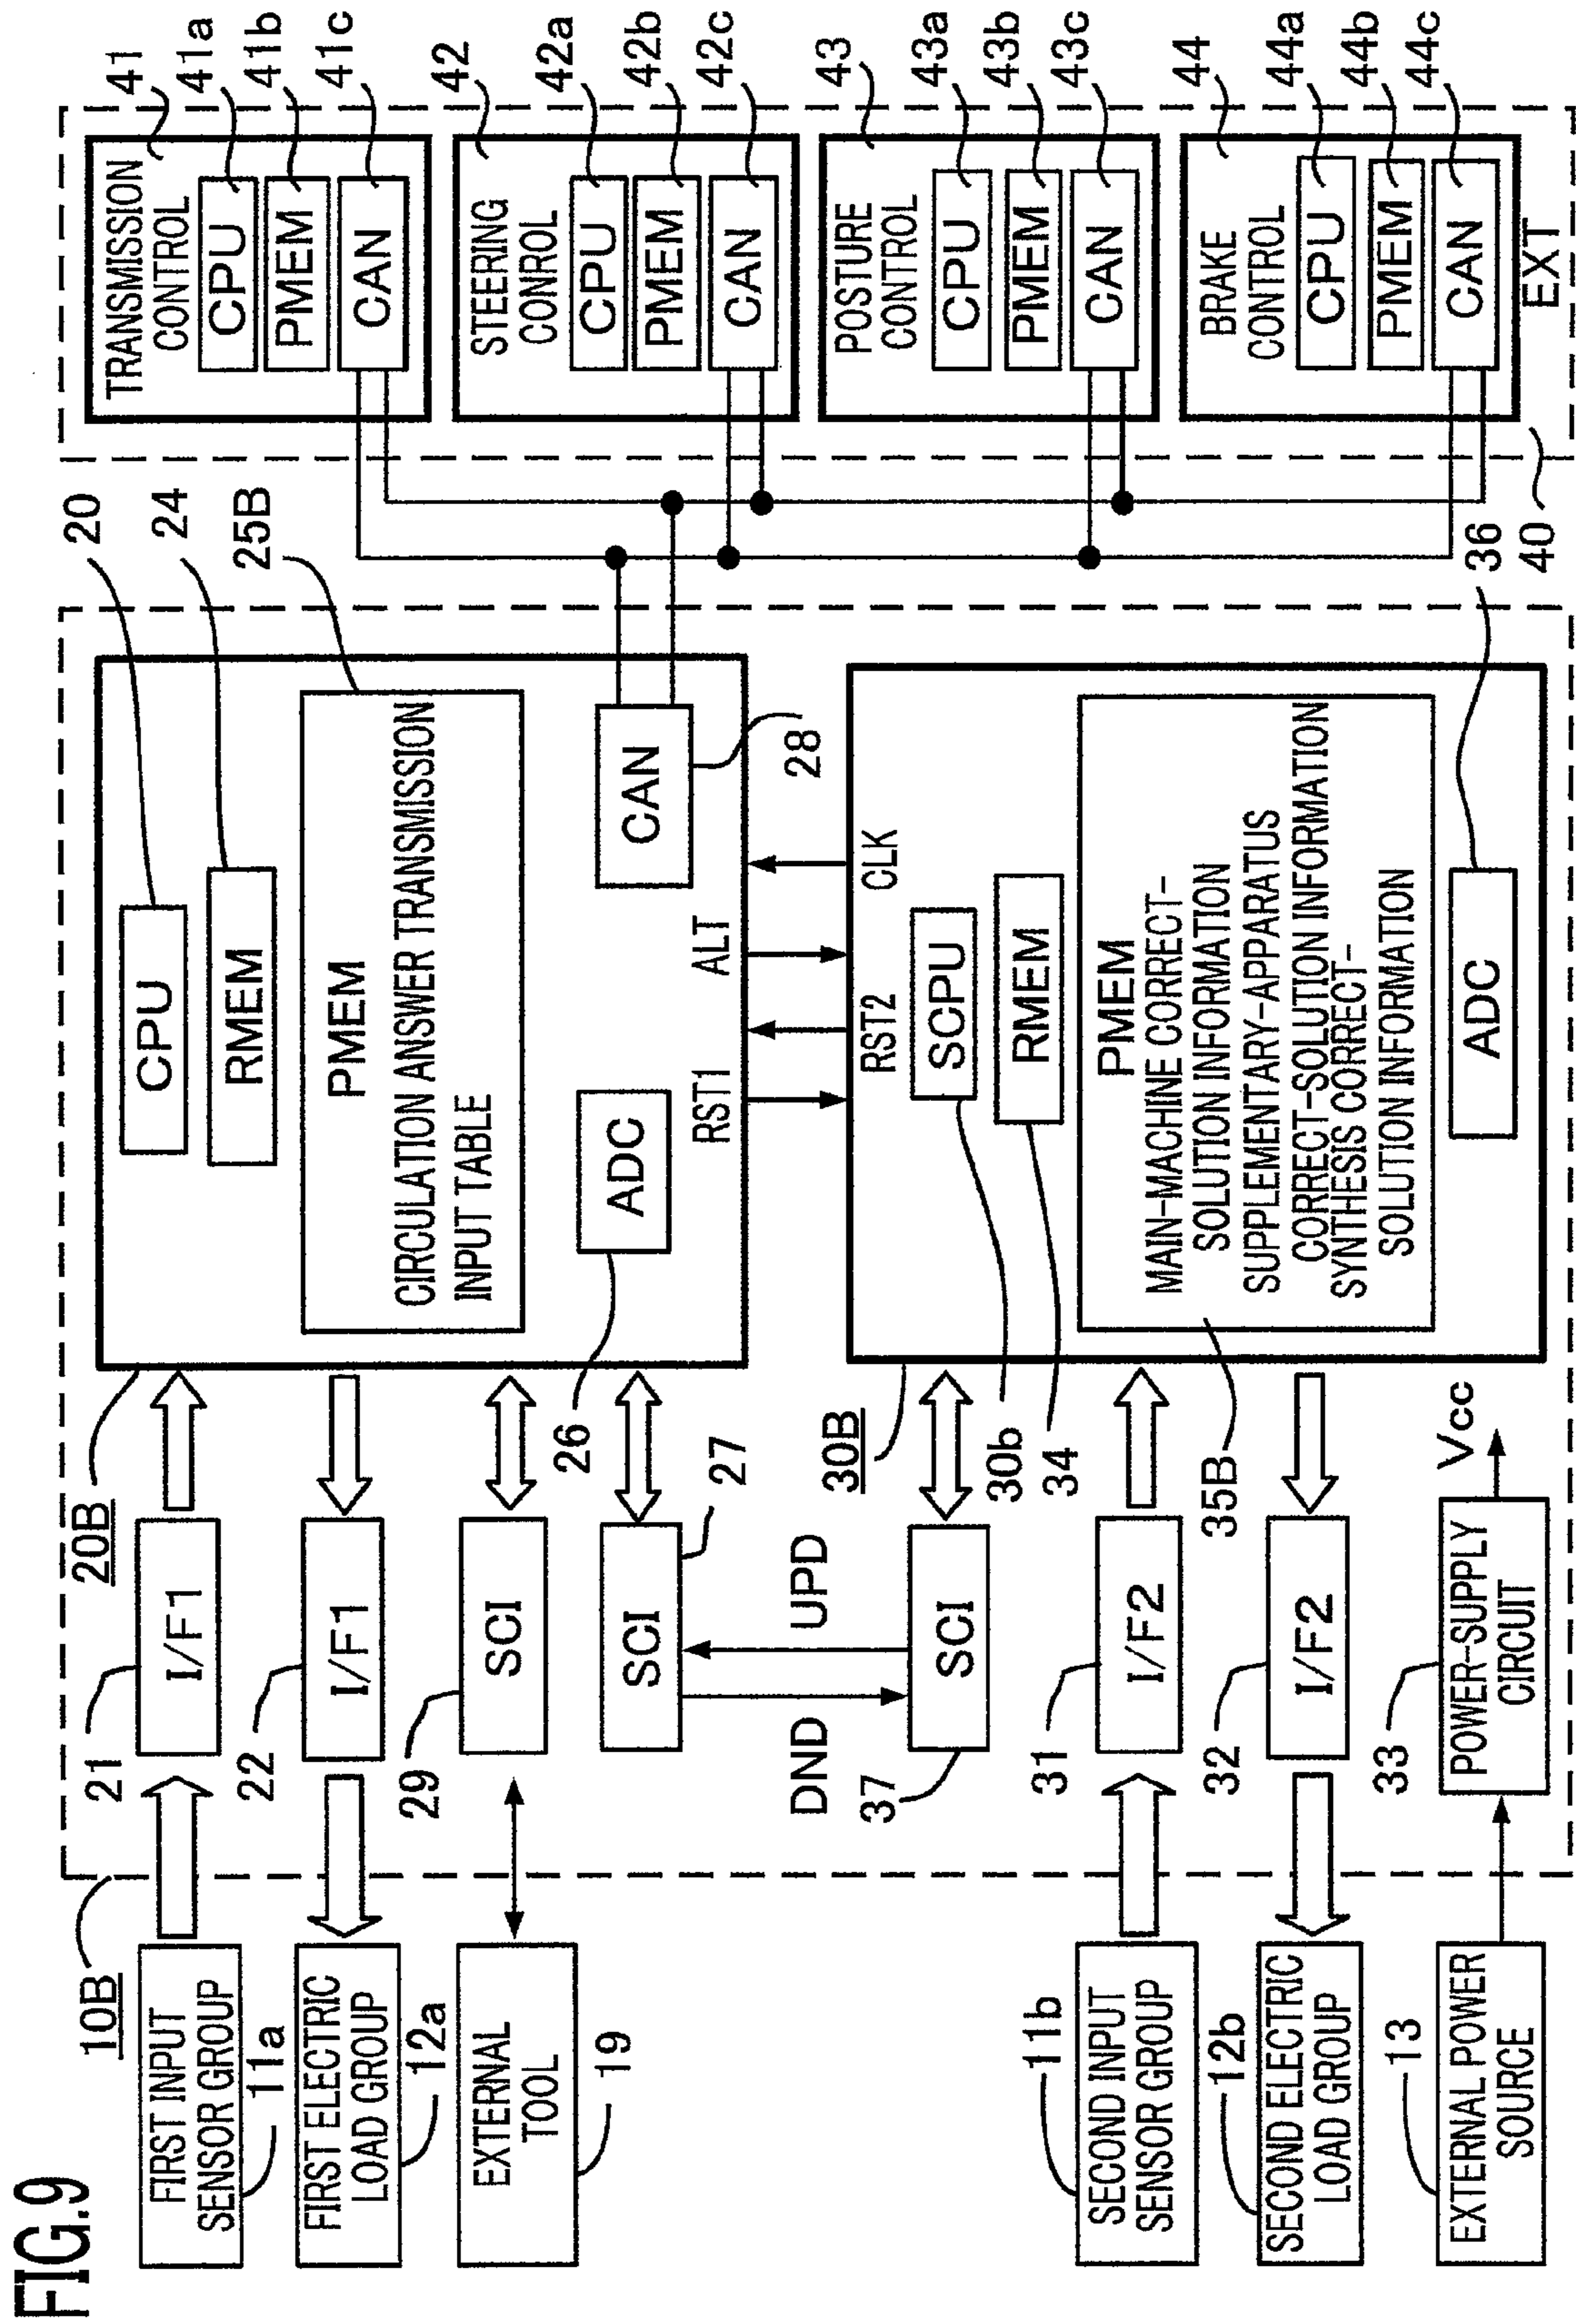 FIG.9
10B
FIRST INPUT
SENSOR GROUP
11a
FIRST ELECTRIC
LOAD GROUP
12a
EXTERNAL
TOOL
19
11b
SECOND INPUT
SENSOR GROUP
12b
SECOND ELECTRIC
LOAD GROUP
13
EXTERNAL POWER
SOURCE
21
I/F1
22
I/F1
29
SCI
SCI
27
DND
UPD
37
SCI
31
I/F2
32
I/F2
33
POWER-SUPPLY
CIRCUIT
Vcc
20B
CPU
20
RMEM
24
PMEM
CIRCULATION ANSWER TRANSMISSION
INPUT TABLE
25B
ADC
26
CAN
28
RST1
RST2
ALT
CLK
30B
SCPU
30b
RMEM
34
PMEM
MAIN-MACHINE CORRECT-
SOLUTION INFORMATION
SUPPLEMENTARY-APPARATUS
CORRECT-SOLUTION INFORMATION
SYNTHESIS CORRECT-
SOLUTION INFORMATION
35B
ADC
36
40
TRANSMISSION
CONTROL
41
CPU
41a
PMEM
41b
CAN
41c
STEERING
CONROL
42
CPU
42a
PMEM
42b
CAN
42c
POSTURE
CONTROL
43
CPU
43a
PMEM
43b
CAN
43c
BRAKE
CONTROL
44
CPU
44a
PMEM
44b
CAN
44c
EXT